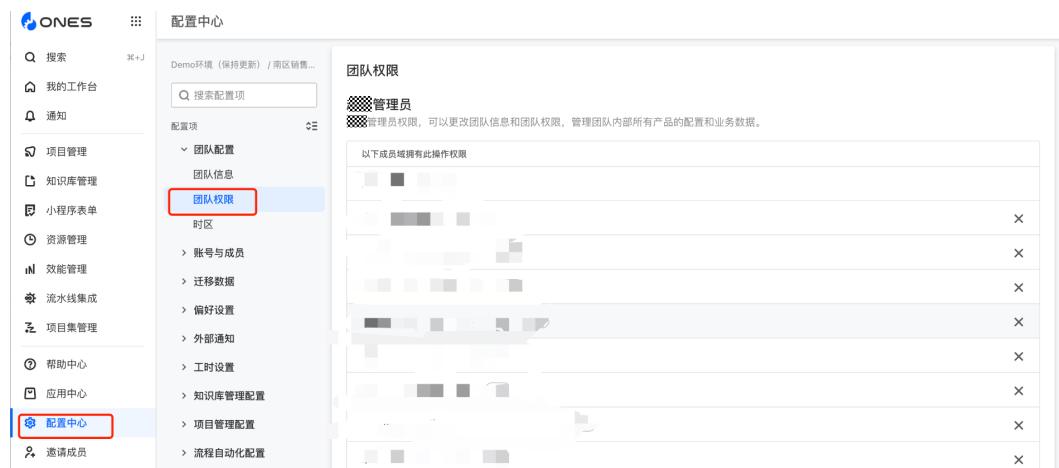 ONES
搜索 ⌘+J
我的工作台
通知
项目管理
知识库管理
小程序表单
资源管理
效能管理
流水线集成
项目集管理
帮助中心
应用中心
配置中心
邀请成员
配置中心
Demo环境（保持更新） / 南区销售...
搜索配置项
配置项
团队配置
团队信息
团队权限
时区
账号与成员
迁移数据
偏好设置
外部通知
工时设置
知识库管理配置
项目管理配置
流程自动化配置
团队权限
管理员
管理员权限，可以更改团队信息和团队权限，管理团队内部所有产品的配置和业务数据。
以下成员域拥有此操作权限